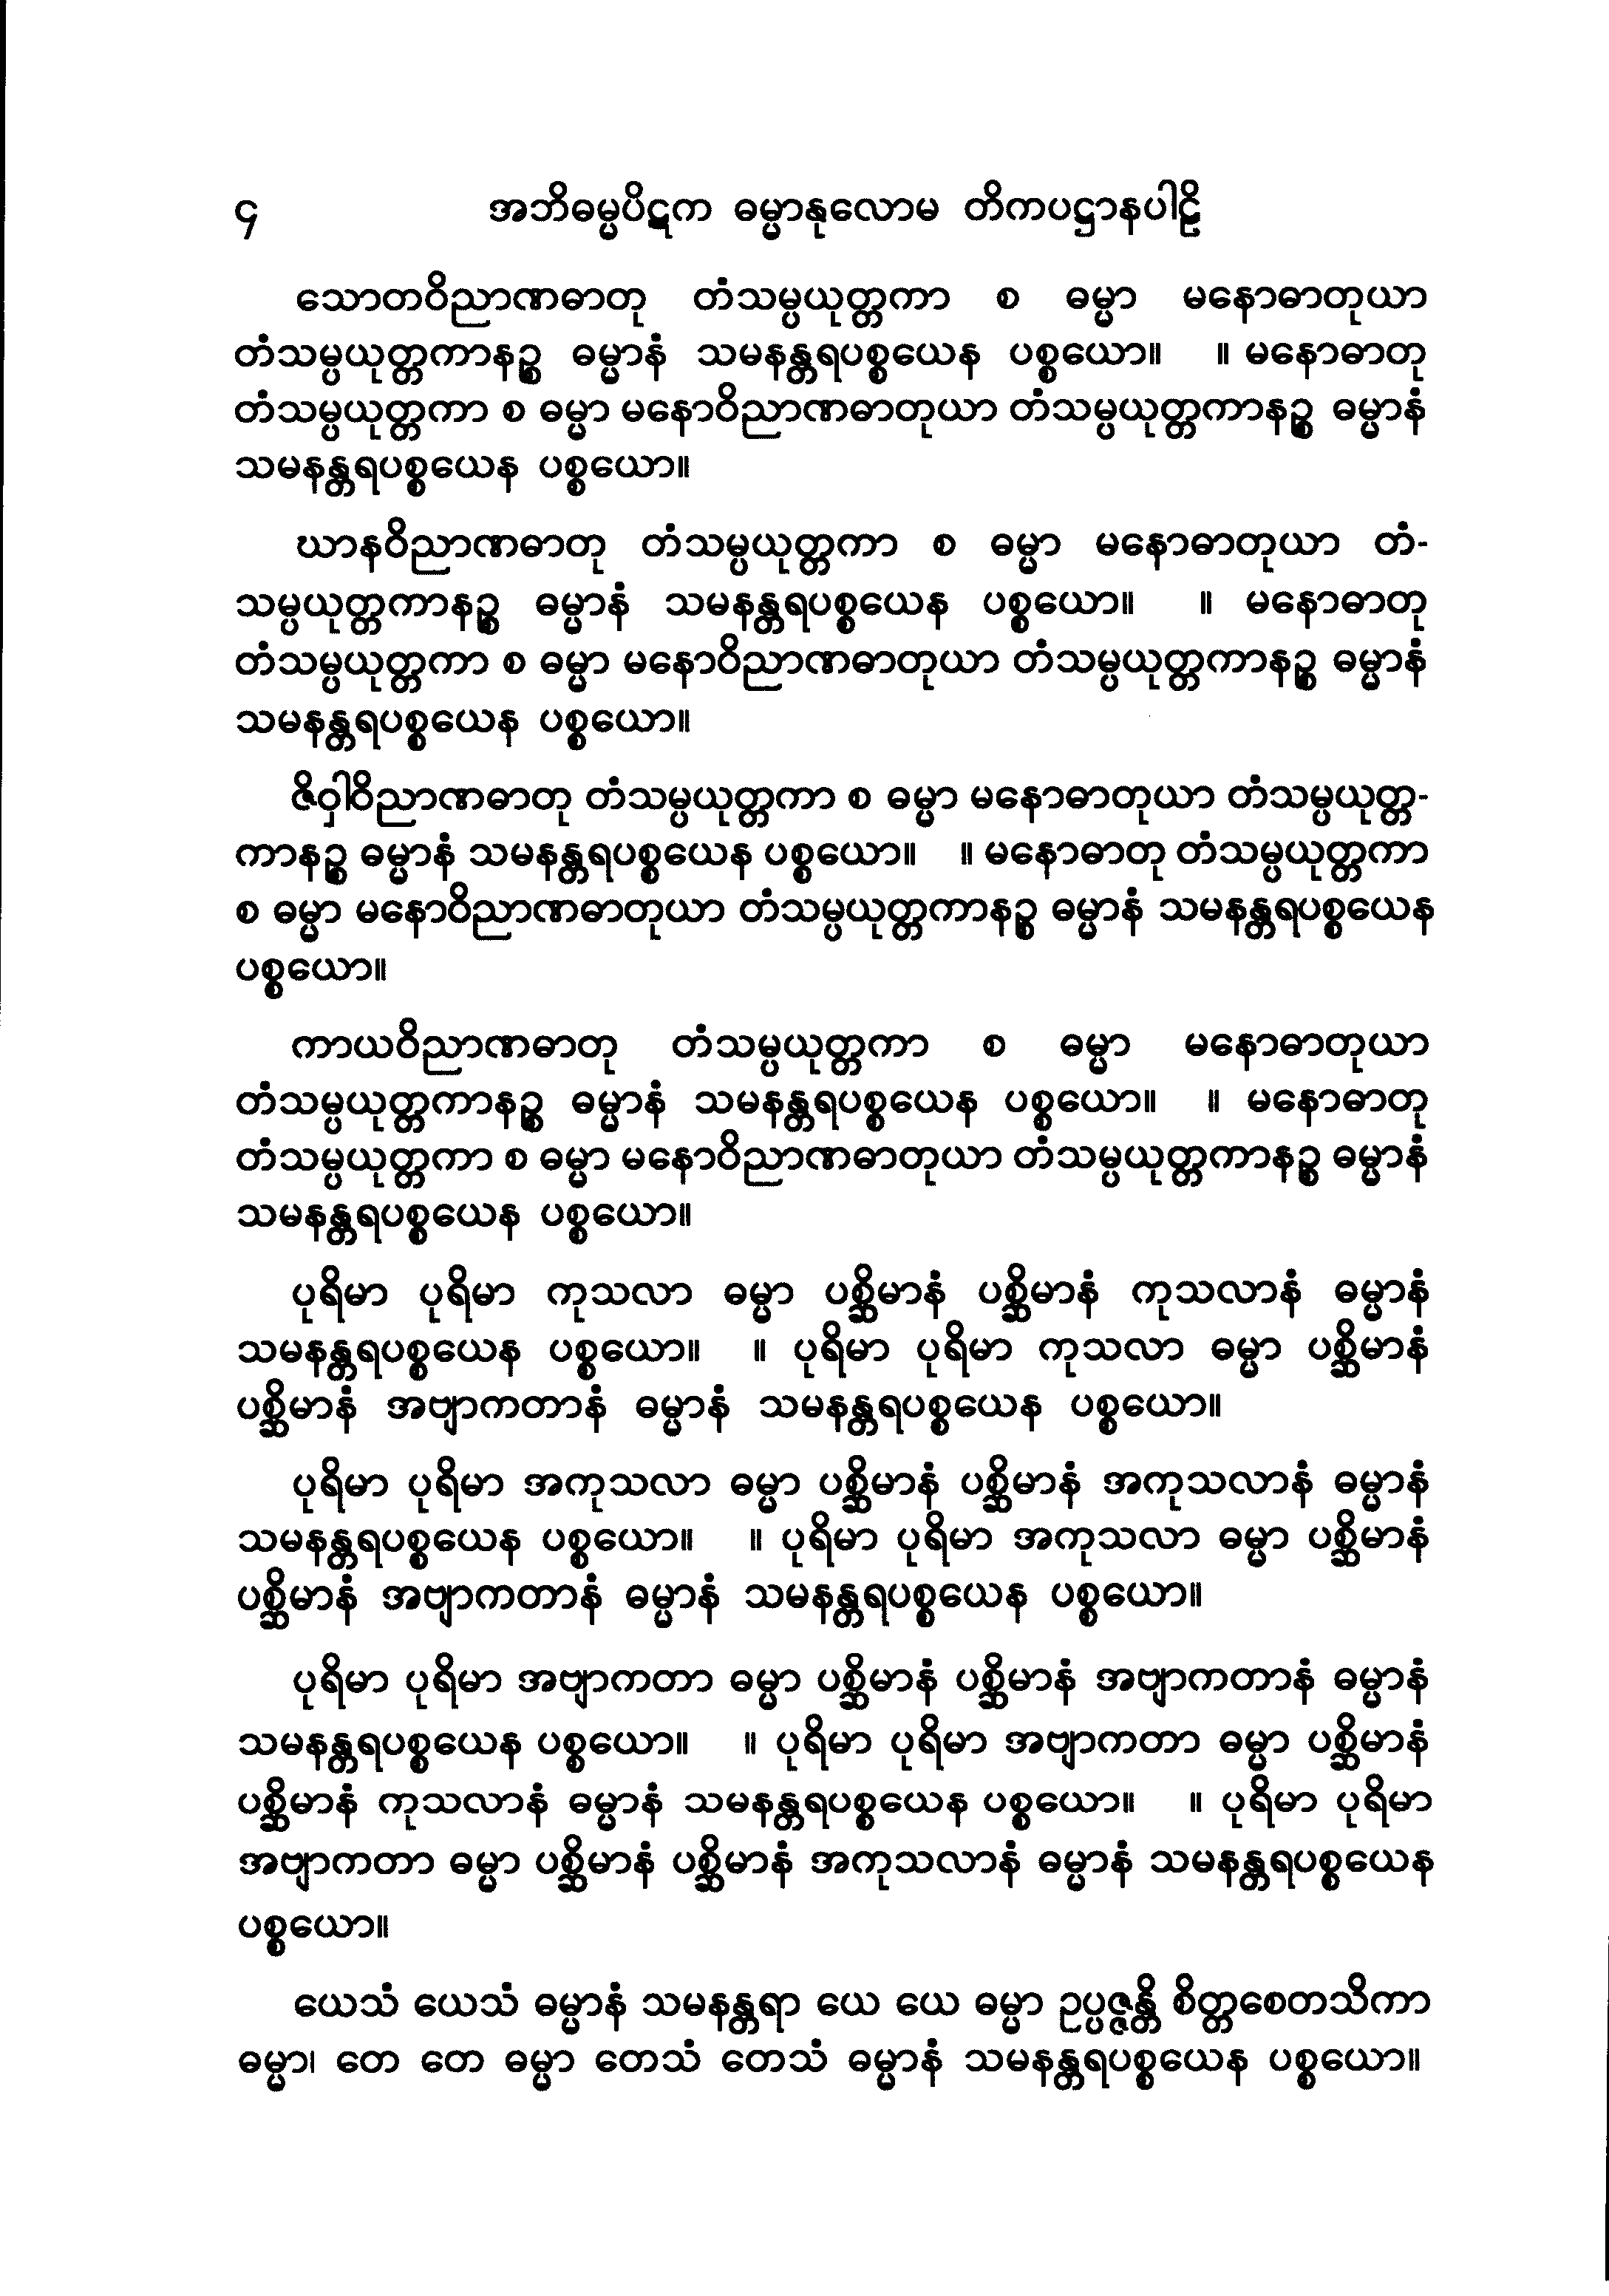 ၄ အဘိဓမ္မပိဋက ဓမ္မာနုလောမ တိကပဋ္ဌာနပါဠိ
သောတဝိညာဏဓာတု တံသမ္ပယုတ္တကာ စ ဓမ္မာ မနောဓာတုယာ
တံသမ္ပယုတ္တကာနဉ္စ ဓမ္မာနံ သမနန္တရပစ္စယေန ပစ္စယော။ ။ မနောဓာတု
တံသမ္ပယုတ္တကာ စ ဓမ္မာ မနောဝိညာဏဓာတုယာ တံသမ္ပယုတ္တကာနဉ္စ ဓမ္မာနံ
သမနန္တရပစ္စယေန ပစ္စယော။
ဃာနဝိညာဏဓာတု တံသမ္ပယုတ္တကာ စ ဓမ္မာ မနောဓာတုယာ တံ-
သမ္ပယုတ္တကာနဉ္စ ဓမ္မာနံ သမနန္တရပစ္စယေန ပစ္စယော။ ။ မနောဓာတု
တံသမ္ပယုတ္တကာ စ ဓမ္မာ မနောဝိညာဏဓာတုယာ တံသမ္ပယုတ္တကာနဉ္စ ဓမ္မာနံ
သမနန္တရပစ္စယေန ပစ္စယော။
ဇိဝှါဝိညာဏဓာတု တံသမ္ပယုတ္တကာ စ ဓမ္မာ မနောဓာတုယာ တံသမ္ပယုတ္တ-
ကာနဉ္စ ဓမ္မာနံ သမနန္တရပစ္စယေန ပစ္စယော။ ။ မနောဓာတု တံသမ္ပယုတ္တကာ
စ ဓမ္မာ မနောဝိညာဏဓာတုယာ တံသမ္ပယုတ္တကာနဉ္စ ဓမ္မာနံ သမနန္တရပစ္စယေန
ပစ္စယော။
ကာယဝိညာဏဓာတု တံသမ္ပယုတ္တကာ စ ဓမ္မာ မနောဓာတုယာ
တံသမ္ပယုတ္တကာနဉ္စ ဓမ္မာနံ သမနန္တရပစ္စယေန ပစ္စယော။ ။ မနောဓာတု
တံသမ္ပယုတ္တကာ စ ဓမ္မာ မနောဝိညာဏဓာတုယာ တံသမ္ပယုတ္တကာနဉ္စ ဓမ္မာနံ
သမနန္တရပစ္စယေန ပစ္စယော။
ပုရိမာ ပုရိမာ ကုသလာ ဓမ္မာ ပစ္ဆိမာနံ ပစ္ဆိမာနံ ကုသလာနံ ဓမ္မာနံ
သမနန္တရပစ္စယေန ပစ္စယော။ ။ ပုရိမာ ပုရိမာ ကုသလာ ဓမ္မာ ပစ္ဆိမာနံ
ပစ္ဆိမာနံ အဗျာကတာနံ ဓမ္မာနံ သမနန္တရပစ္စယေန ပစ္စယော။
ပုရိမာ ပုရိမာ အကုသလာ ဓမ္မာ ပစ္ဆိမာနံ ပစ္ဆိမာနံ အကုသလာနံ ဓမ္မာနံ
သမနန္တရပစ္စယေန ပစ္စယော။ ။ ပုရိမာ ပုရိမာ အကုသလာ ဓမ္မာ ပစ္ဆိမာနံ
ပစ္ဆိမာနံ အဗျာကတာနံ ဓမ္မာနံ သမနန္တရပစ္စယေန ပစ္စယော။
ပုရိမာ ပုရိမာ အဗျာကတာ ဓမ္မာ ပစ္ဆိမာနံ ပစ္ဆိမာနံ အဗျာကတာနံ ဓမ္မာနံ
သမနန္တရပစ္စယေန ပစ္စယော။ ။ ပုရိမာ ပုရိမာ အဗျာကတာ ဓမ္မာ ပစ္ဆိမာနံ
ပစ္ဆိမာနံ ကုသလာနံ ဓမ္မာနံ သမနန္တရပစ္စယေန ပစ္စယော။ ။ ပုရိမာ ပုရိမာ
အဗျာကတာ ဓမ္မာ ပစ္ဆိမာနံ ပစ္ဆိမာနံ အကုသလာနံ ဓမ္မာနံ သမနန္တရပစ္စယေန
ပစ္စယော။
ယေသံ ယေသံ ဓမ္မာနံ သမနန္တရာ ယေ ယေ ဓမ္မာ ဥပ္ပဇ္ဇန္တိ စိတ္တစေတသိကာ
ဓမ္မာ၊ တေ တေ ဓမ္မာ တေသံ တေသံ ဓမ္မာနံ သမနန္တရပစ္စယေန ပစ္စယော။